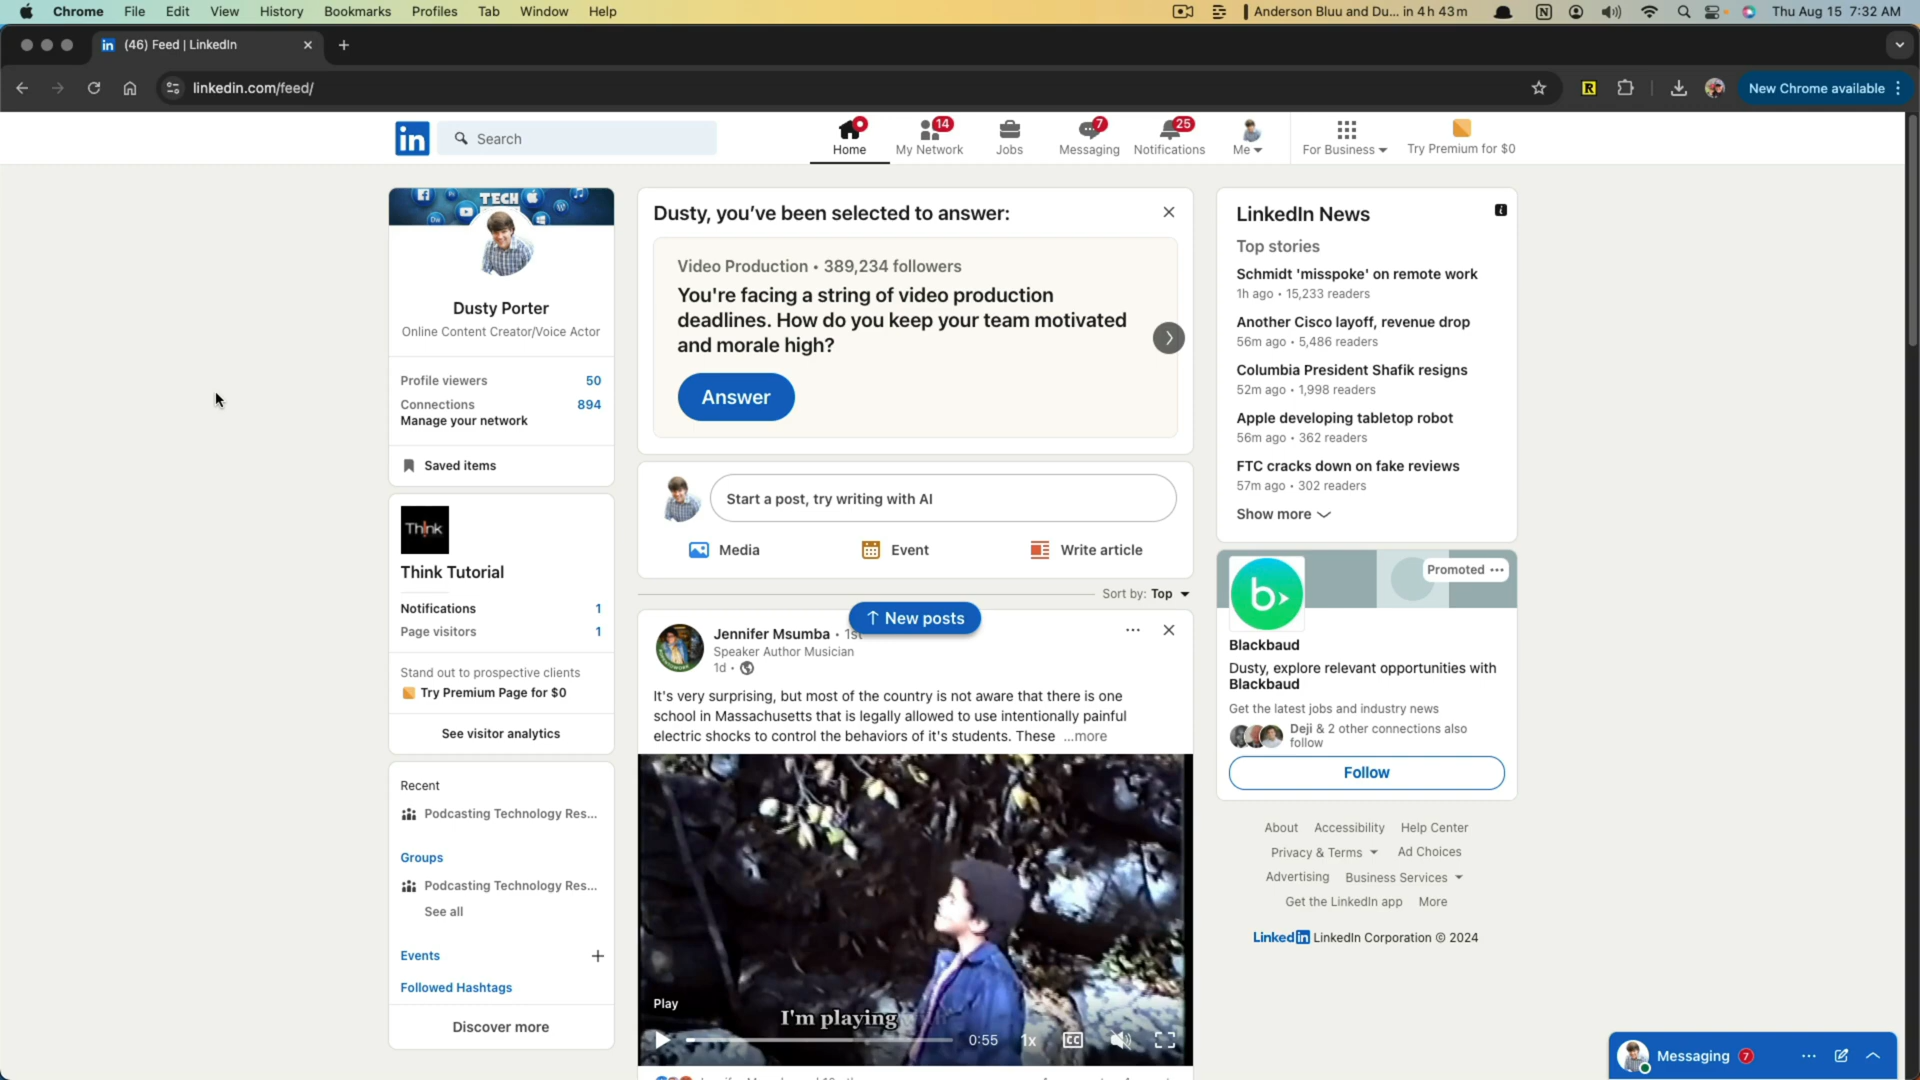 Chrome File Edit View History Bookmarks Profiles Tab Window Help
Anderson Bluu and Du... in 4 h 43 m
Thu Aug 15 7:32 AM
(46) Feed | LinkedIn
linkedin.com/feed/
New Chrome available
in
Search
Home
14
My Network
Jobs
7
Messaging
25
Notifications
Me
For Business
Try Premium for $0
TECH
Dusty Porter
Online Content Creator/Voice Actor
Profile viewers 50
Connections 894
Manage your network
Saved items
Think
Think Tutorial
Notifications 1
Page visitors 1
Stand out to prospective clients
Try Premium Page for $0
See visitor analytics
Recent
Podcasting Technology Res...
Groups
Podcasting Technology Res...
See all
Events
Followed Hashtags
Discover more
Dusty, you’ve been selected to answer:
Video Production • 389,234 followers
You're facing a string of video production
deadlines. How do you keep your team motivated
and morale high?
Answer
Start a post, try writing with AI
Media
Event
Write article
Sort by: Top
New posts
Jennifer Msumba • 1st
Speaker Author Musician
1d •
It's very surprising, but most of the country is not aware that there is one
school in Massachusetts that is legally allowed to use intentionally painful
electric shocks to control the behaviors of it's students. These ...more
Play
I'm playing
0:55 1x CC
LinkedIn News
Top stories
Schmidt 'misspoke' on remote work
1h ago • 15,233 readers
Another Cisco layoff, revenue drop
56m ago • 5,486 readers
Columbia President Shafik resigns
52m ago • 1,998 readers
Apple developing tabletop robot
56m ago • 362 readers
FTC cracks down on fake reviews
57m ago • 302 readers
Show more
Promoted
b
Blackbaud
Dusty, explore relevant opportunities with
Blackbaud
Get the latest jobs and industry news
Deji & 2 other connections also
follow
Follow
About Accessibility Help Center
Privacy & Terms Ad Choices
Advertising Business Services
Get the LinkedIn app More
LinkedIn LinkedIn Corporation © 2024
Messaging 7